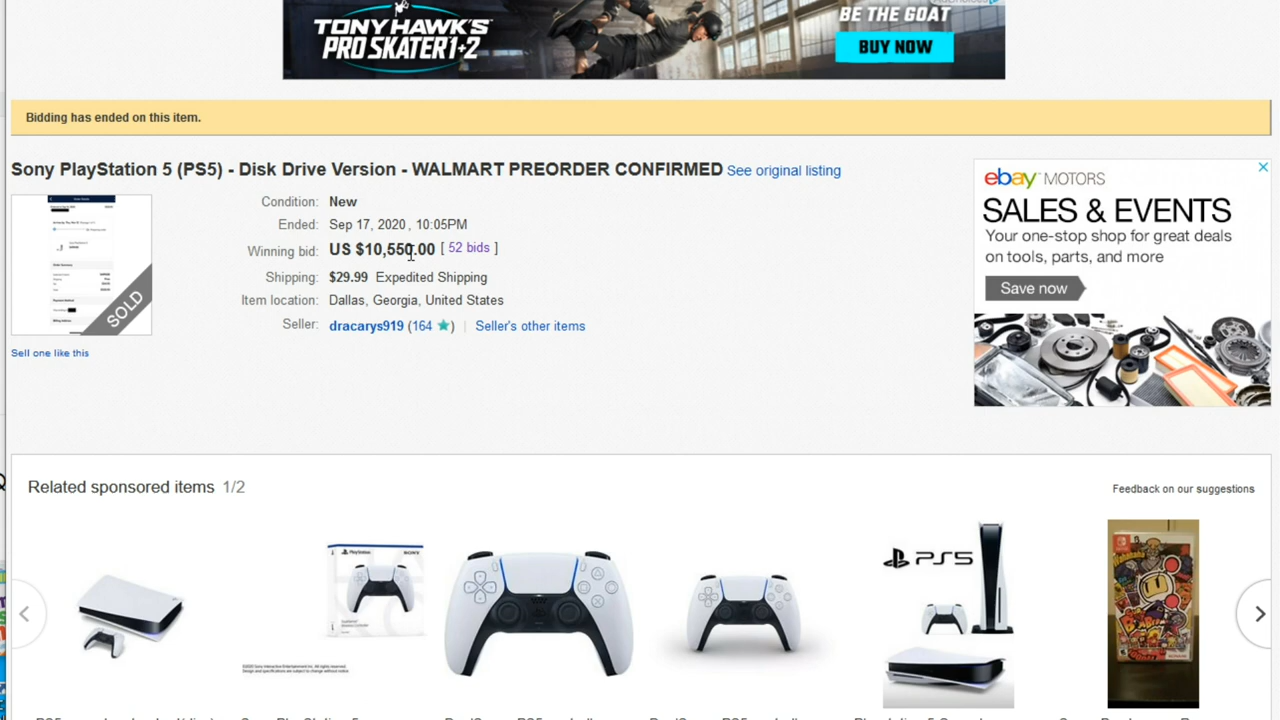 TONY HAWK'S
PRO SKATER 1+2
BE THE GOAT
BUY NOW
Bidding has ended on this item.
Sony PlayStation 5 (PS5) - Disk Drive Version - WALMART PREORDER CONFIRMED See original listing
SOLD
Sell one like this
Condition: New
Ended: Sep 17, 2020 , 10:05PM
Winning bid: US $10,550.00 [ 52 bids ]
Shipping: $29.99 Expedited Shipping
Item location: Dallas, Georgia, United States
Seller: dracarys919 (164 ★) | Seller's other items
ebay MOTORS
SALES & EVENTS
Your one-stop shop for great deals
on tools, parts, and more
Save now
Related sponsored items 1/2
Feedback on our suggestions
PlayStation
SONY
PS5